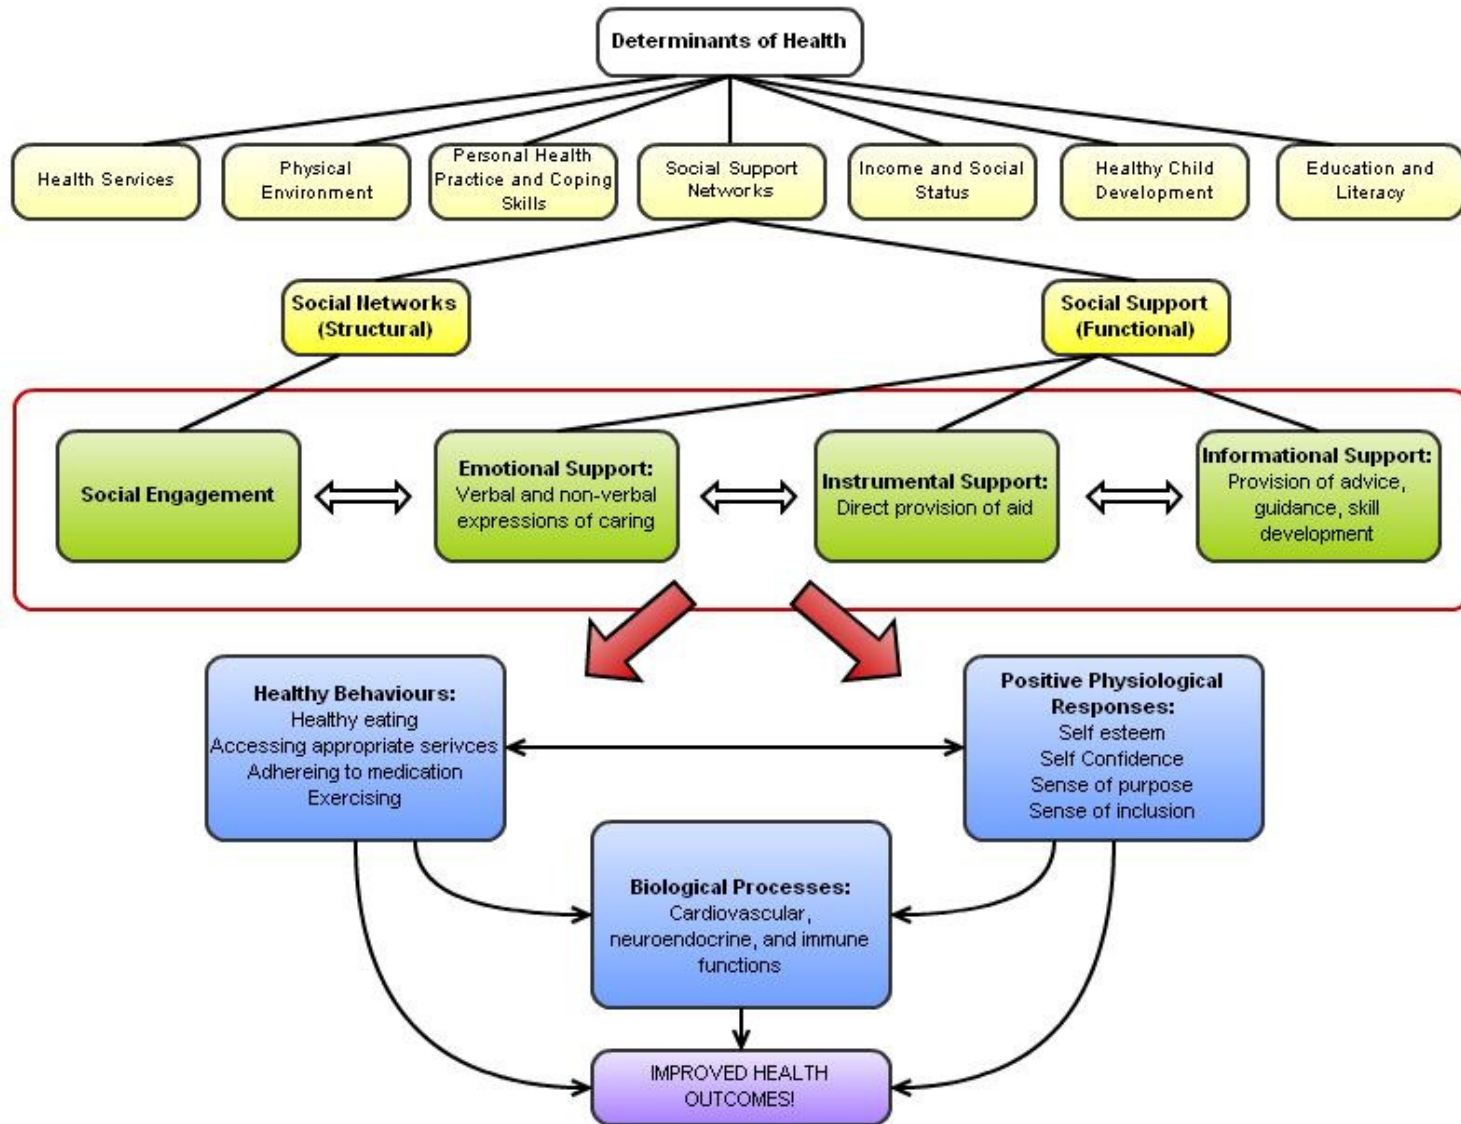 Determinants of Health
Health Services
Physical
Environment
Personal Health
Practice and Coping
Skills
Social Support
Networks
Income and Social
Status
Healthy Child
Development
Education and
Literacy
Social Networks
(Structural)
Social Support
(Functional)
Social Engagement
Emotional Support:
Verbal and non-verbal
expressions of caring
Instrumental Support:
Direct provision of aid
Informational Support:
Provision of advice,
guidance, skill
development
Healthy Behaviours:
Healthy eating
Accessing appropriate serivces
Adhereing to medication
Exercising
Positive Physiological
Responses:
Self esteem
Self Confidence
Sense of purpose
Sense of inclusion
Biological Processes:
Cardiovascular,
neuroendocrine, and immune
functions
IMPROVED HEALTH
OUTCOMES!